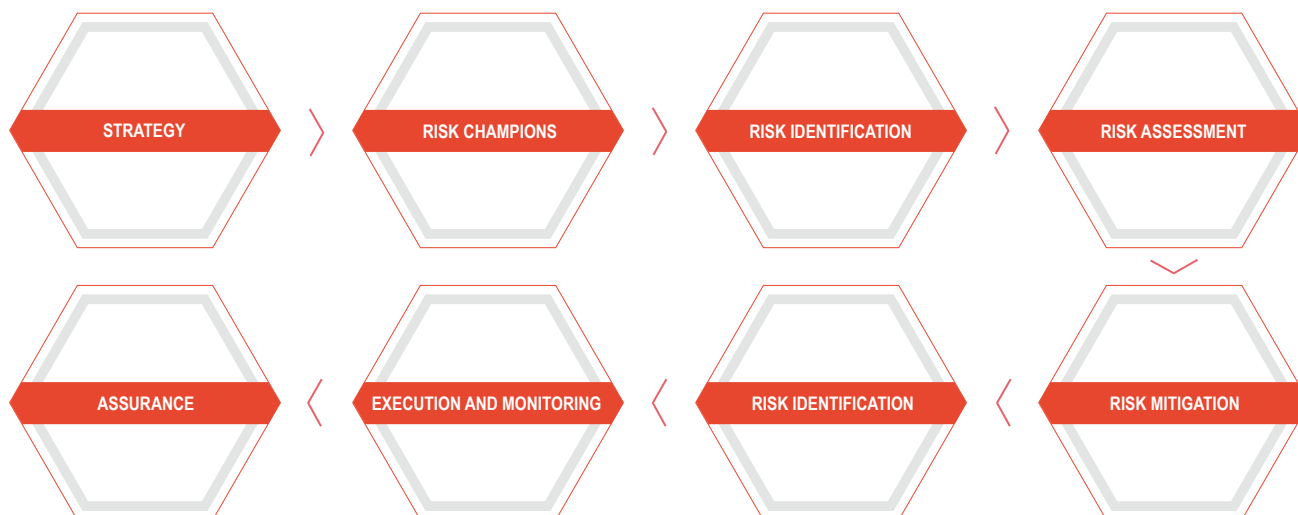 STRATEGY
RISK CHAMPIONS
RISK IDENTIFICATION
RISK ASSESSMENT
RISK MITIGATION
RISK IDENTIFICATION
EXECUTION AND MONITORING
ASSURANCE